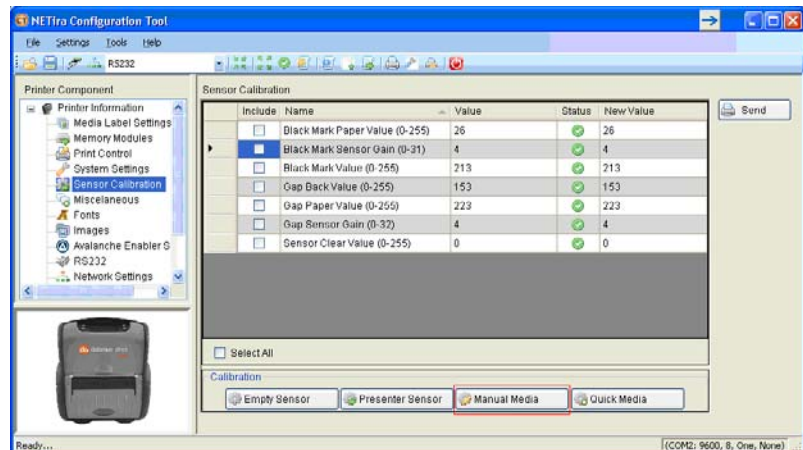 NETira Configuration Tool
File Settings Tools Help
RS232
Printer Component
Printer Information
Media Label Settings
Memory Modules
Print Control
System Settings
Sensor Calibration
Miscelaneous
Fonts
Images
Avalanche Enabler S
RS232
Network Settings
Sensor Calibration
Include Name Value Status New Value
Black Mark Paper Value (0-255) 26 26
Black Mark Sensor Gain (0-31) 4 4
Black Mark Value (0-255) 213 213
Gap Back Value (0-255) 153 153
Gap Paper Value (0-255) 223 223
Gap Sensor Gain (0-32) 4 4
Sensor Clear Value (0-255) 0 0
Send
Select All
Calibration
Empty Sensor Presenter Sensor Manual Media Quick Media
Ready... (COM2: 9600, 8, One, None)